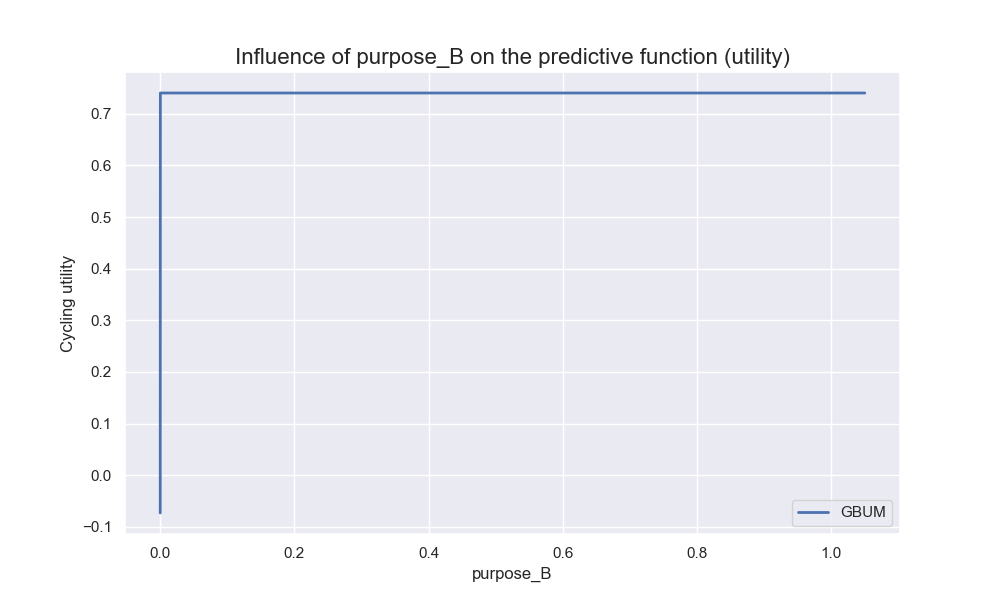 Influence of purpose_B on the predictive function (utility)
Cycling utility
0.7
0.6
0.5
0.4
0.3
0.2
0.1
0.0
−0.1
GBUM
0.0 0.2 0.4 0.6 0.8 1.0
purpose_B